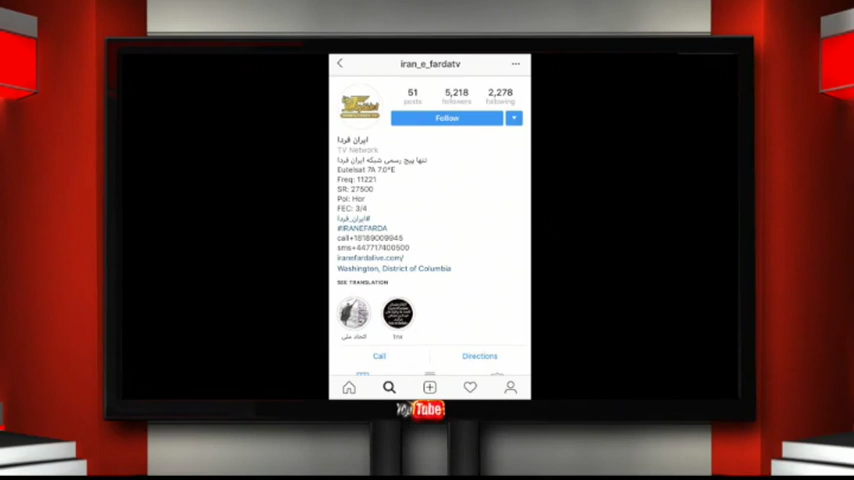 iran_e_fardatv
51 5,218 2,278
posts followers following
Follow
ایران فردا
TV Network
تنها پیج رسمی شبکه ایران فردا
Eutelsat 7A 7.0°E
Freq: 11221
SR: 27500
Pol: Hor
FEC: 3/4
#ایران_فردا
#IRANEFARDA
call+18189009945
sms+447717400500
iranefardalive.com/
Washington, District of Columbia
SEE TRANSLATION
اتحاد ملی
Call Directions
YouTube